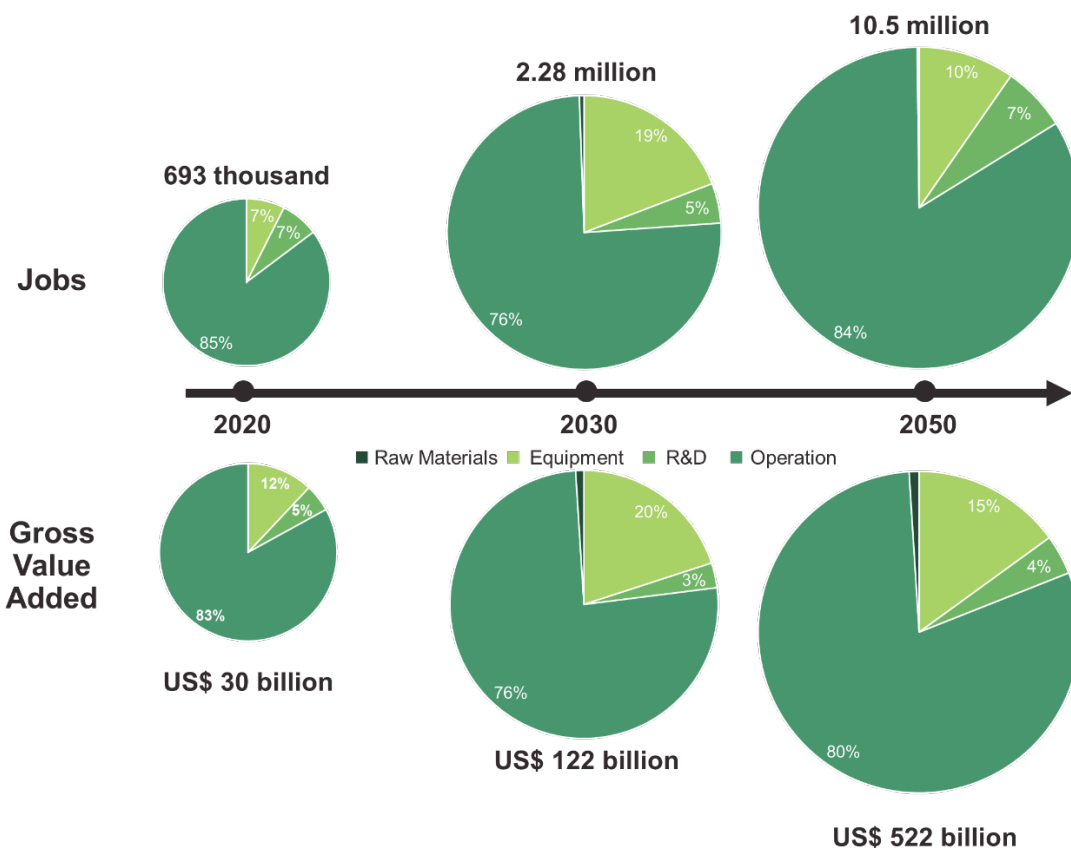 10.5 million
2.28 million
693 thousand
10%
7%
84%
19%
5%
76%
7%
7%
85%
Jobs
2020
2030
2050
Raw Materials
Equipment
R&D
Operation
Gross
Value
Added
12%
5%
83%
20%
3%
76%
15%
4%
80%
US$ 30 billion
US$ 122 billion
US$ 522 billion